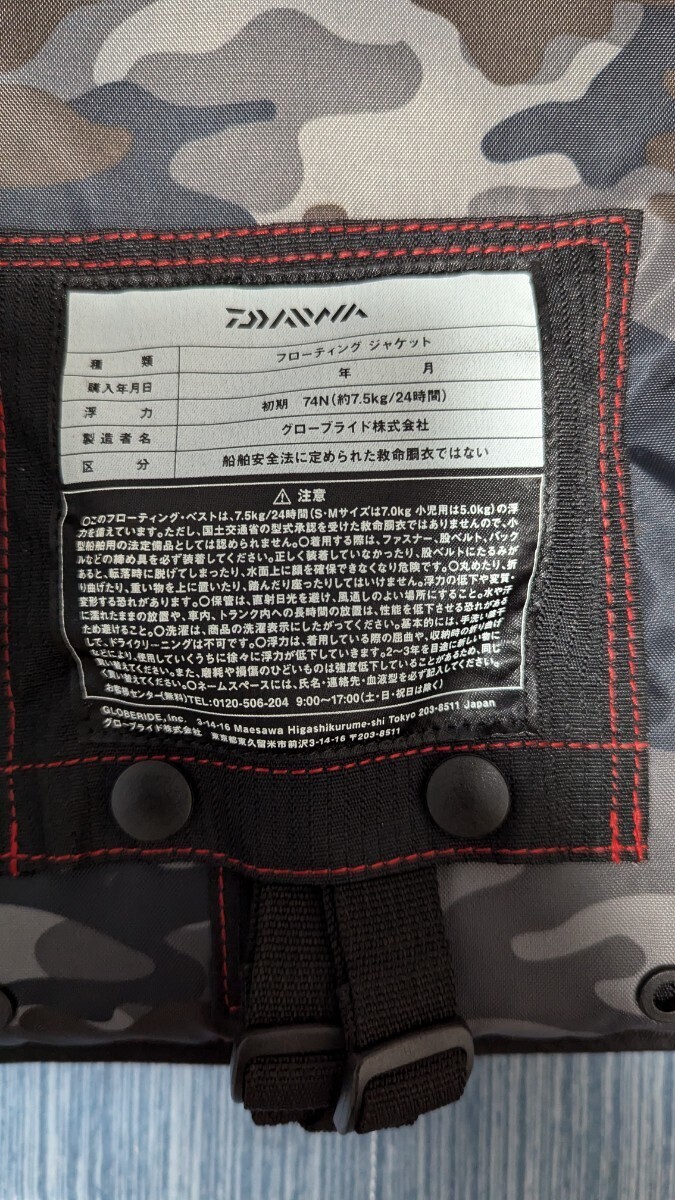 DAIWA
種類 フローティング ジャケット
購入年月日 年 月
浮力 初期 74N(約7.5kg/24時間)
製造者名 グローブライド株式会社
区分 船舶安全法に定められた救命胴衣ではない
⚠ 注意
○このフローティング・ベストは、7.5kg/24時間(S・Mサイズは7.0kg 小児用は5.0kg)の浮
力を備えています。ただし、国土交通省の型式承認を受けた救命胴衣ではありませんので、小
型船舶用の法定備品としては認められません。○着用する際は、ファスナー、股ベルト、バック
ルなどの締め具を必ず装着してください。正しく装着していなかったり、股ベルトにたるみが
あると、転落時に脱げてしまったり、水面上に顔を確保できなくなり危険です。○丸めたり、折
り曲げたり、重い物を上に置いたり、踏んだり座ったりしてはいけません。浮力の低下や変質・
変形する恐れがあります。○保管は、直射日光を避け、風通しのよい場所にすること。水や汗
に濡れたままの放置や、車内、トランク内への長時間の放置は、性能を低下させる恐れがある
ため避けること。○洗濯は、商品の洗濯表示にしたがってください。基本的には、手洗い陰干
しで、ドライクリーニングは不可です。○浮力は、着用している際の屈曲や、収納時の折り曲げ
などにより、使用していくうちに徐々に浮力が低下していきます。2〜3年を目途に新しい物に
買い替えてください。また、磨耗や損傷のひどいものは強度低下していることがあるため、同じ
く買い替えてください。○ネームスペースには、氏名・連絡先・血液型を必ず記入してください。
お客様センター(無料)TEL:0120-506-204 9:00〜17:00(土・日・祝日は除く)
GLOBERIDE, Inc. 3-14-16 Maesawa Higashikurume-shi Tokyo 203-8511 Japan
グローブライド株式会社 東京都東久留米市前沢3-14-16 〒203-8511